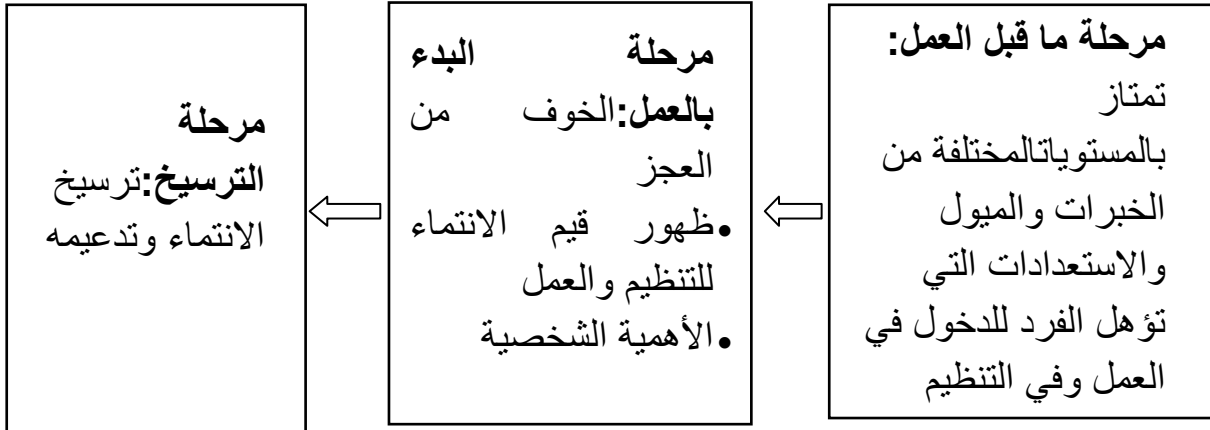 مرحلة ما قبل العمل:
تمتاز
بالمستوياتالمختلفة من
الخبرات والميول
والاستعدادات التي
تؤهل الفرد للدخول في
العمل وفي التنظيم
مرحلة البدء
بالعمل:الخوف من
العجز
•ظهور قيم الانتماء
للتنظيم والعمل
•الأهمية الشخصية
مرحلة
الترسيخ:ترسيخ
الانتماء وتدعيمه